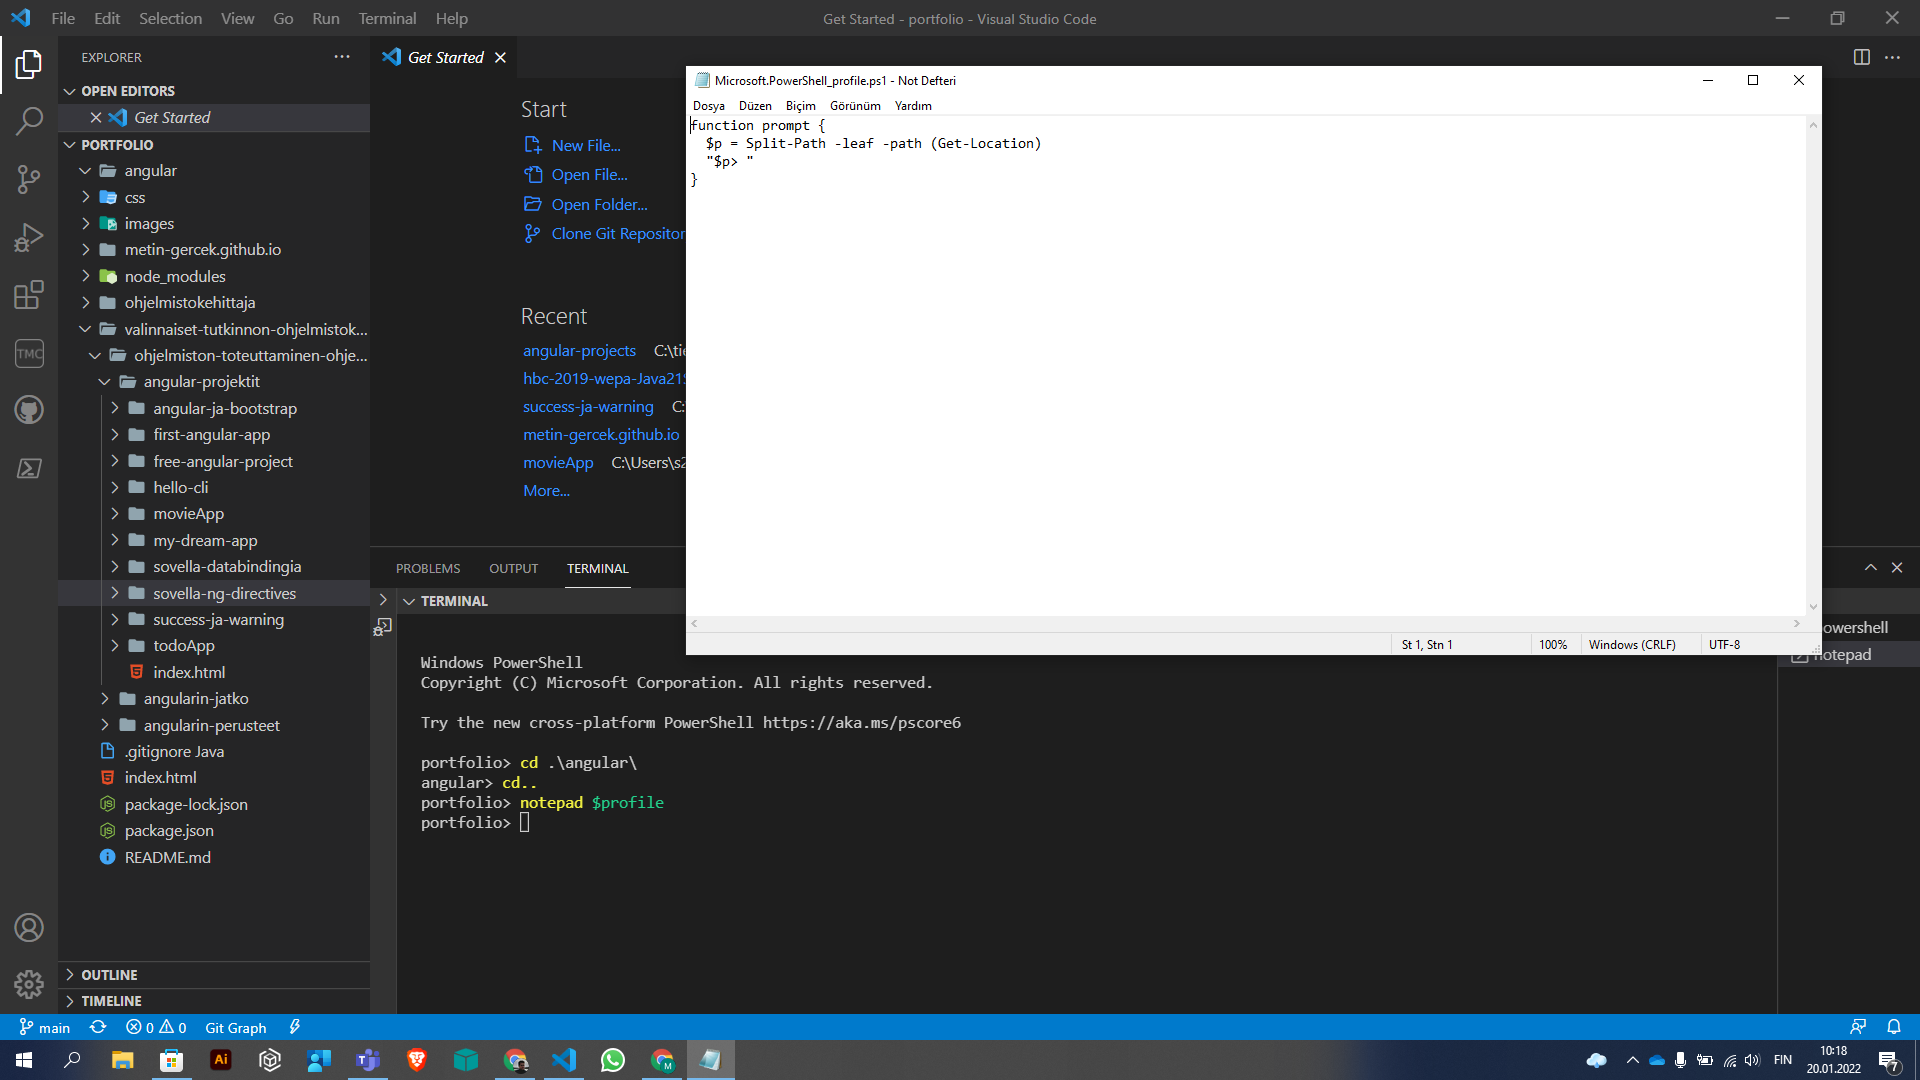 File Edit Selection View Go Run Terminal Help
Get Started - portfolio - Visual Studio Code
EXPLORER
OPEN EDITORS
Get Started
PORTFOLIO
angular
css
images
metin-gercek.github.io
node_modules
ohjelmistokehittaja
valinnaiset-tutkinnon-ohjelmistok...
ohjelmiston-toteuttaminen-ohje...
angular-projektit
angular-ja-bootstrap
first-angular-app
free-angular-project
hello-cli
movieApp
my-dream-app
sovella-databindingia
sovella-ng-directives
success-ja-warning
todoApp
index.html
angularin-jatko
angularin-perusteet
.gitignore Java
index.html
package-lock.json
package.json
README.md
OUTLINE
TIMELINE
TMC
Get Started
Start
New File...
Open File...
Open Folder...
Clone Git Repositor
Recent
angular-projects C:\tie
hbc-2019-wepa-Java21S
success-ja-warning C:
metin-gercek.github.io
movieApp C:\Users\s2
More...
Microsoft.PowerShell_profile.ps1 - Not Defteri
Dosya Düzen Biçim Görünüm Yardım
function prompt {
$p = Split-Path -leaf -path (Get-Location)
"$p> "
}
St 1, Stn 1 100% Windows (CRLF) UTF-8
PROBLEMS OUTPUT TERMINAL
TERMINAL
Windows PowerShell
Copyright (C) Microsoft Corporation. All rights reserved.
Try the new cross-platform PowerShell https://aka.ms/pscore6
portfolio> cd .\angular\
angular> cd..
portfolio> notepad $profile
portfolio>
owershell
notepad
main 0 0 Git Graph
Ai
M
FIN
10:18
20.01.2022
7